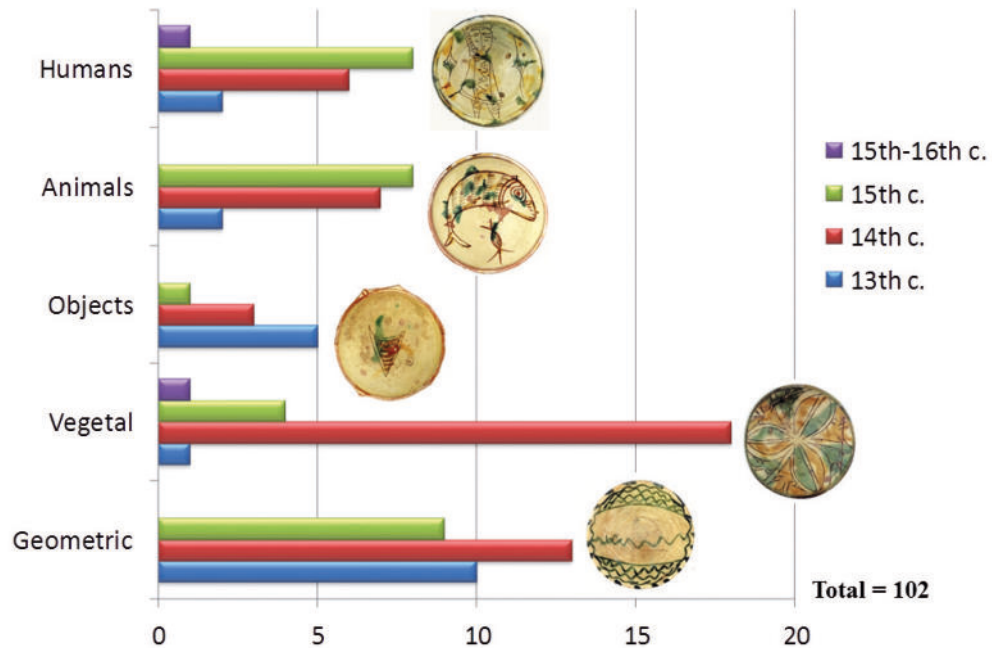 Humans
Animals
Objects
Vegetal
Geometric
15th-16th c.
15th c.
14th c.
13th c.
Total = 102
0 5 10 15 20